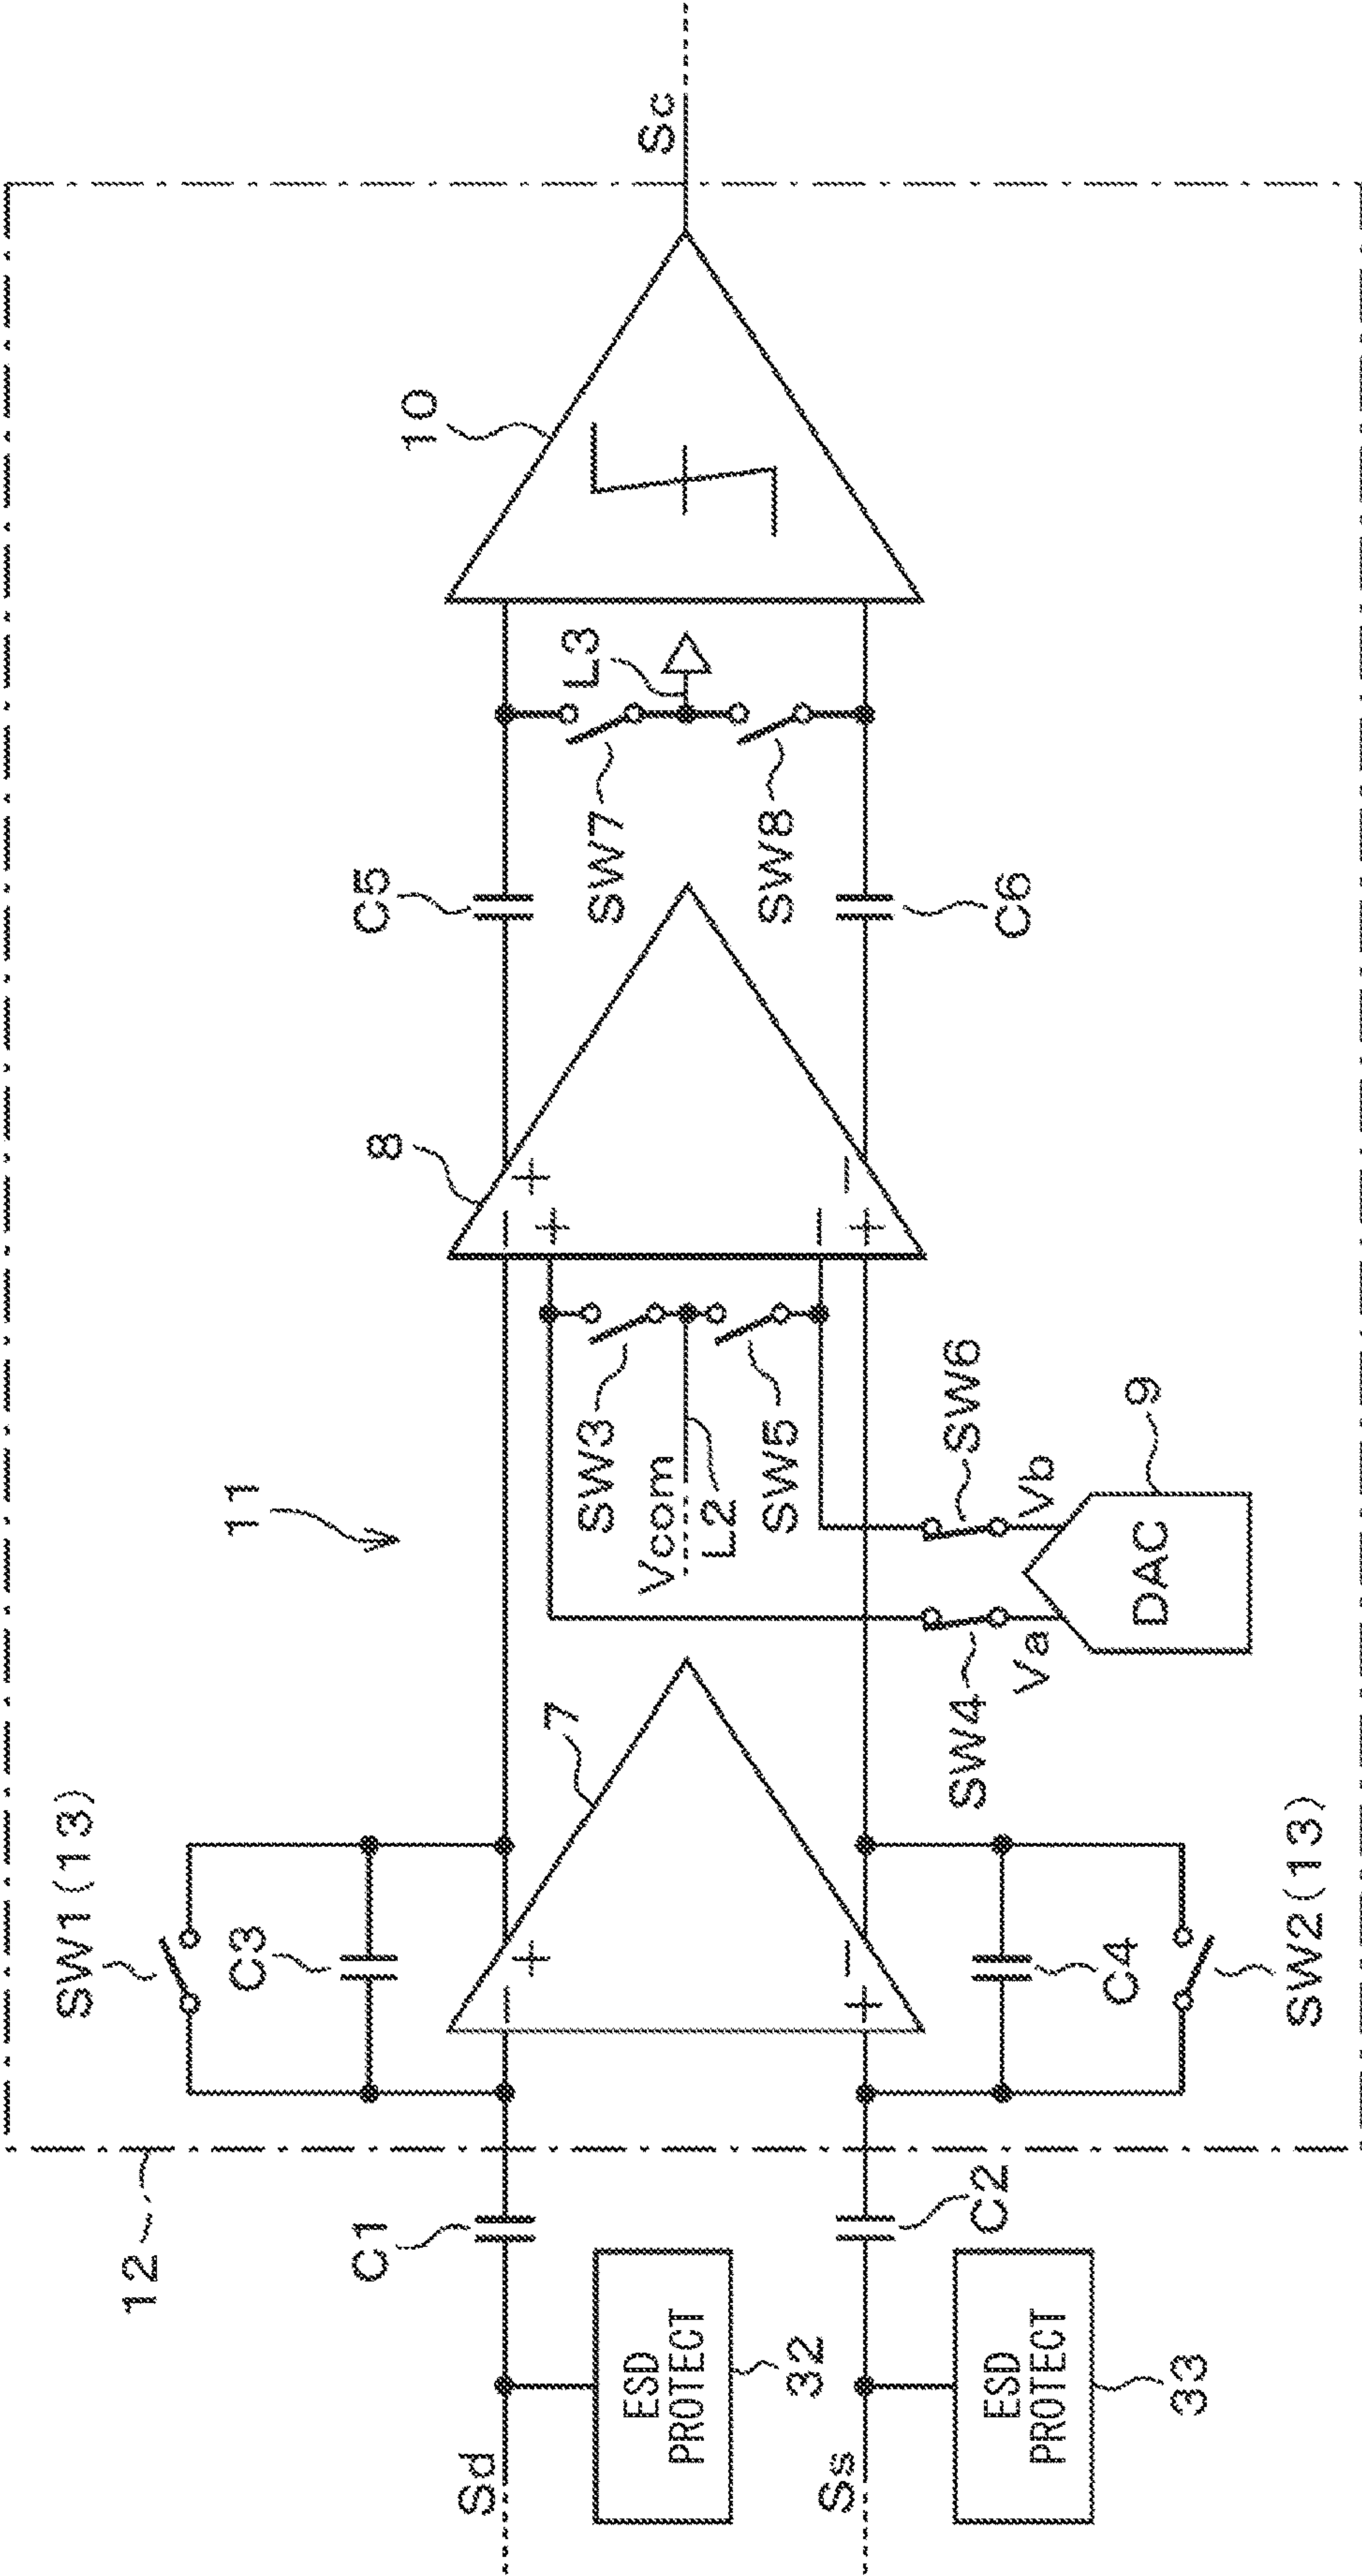 12
Sd
C1
ESD
PROTECT
32
Ss
C2
ESD
PROTECT
33
SW1(13)
C3
7
−
+
+
−
C4
SW2(13)
11
SW3
Vcom
L2
SW5
SW4
SW6
Va
Vb
DAC
9
8
−
+
+
−
−
+
C5
C6
SW7
SW8
L3
10
Sc